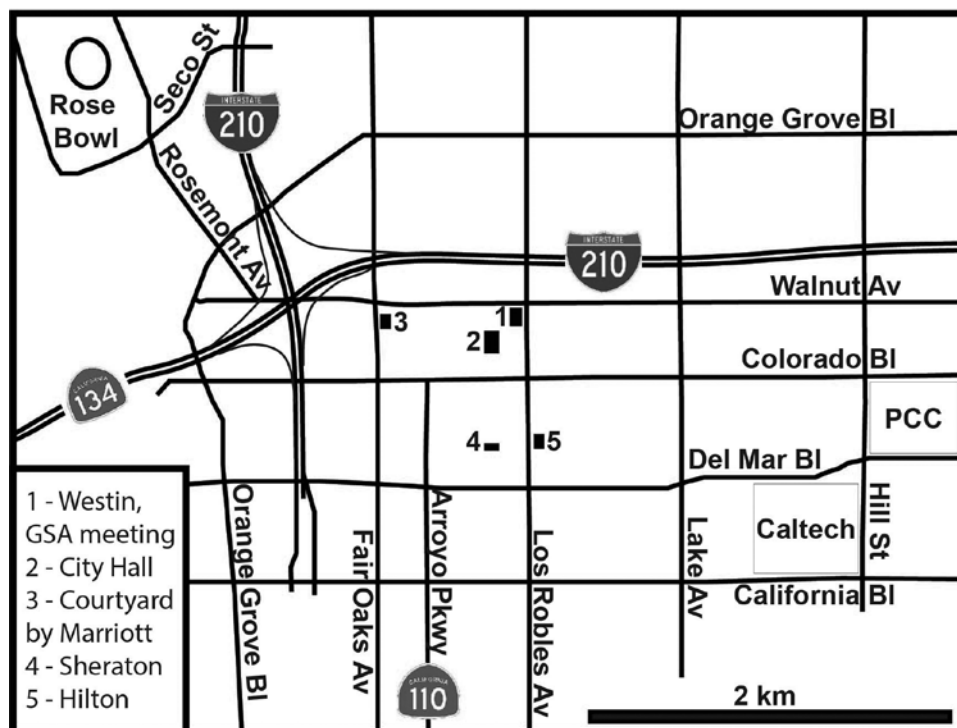 Rose
Bowl
Seco St
INTERSTATE
210
Orange Grove Bl
Rosemont Av
INTERSTATE
210
Walnut Av
3
1
2
Colorado Bl
CALIFORNIA
134
PCC
4
5
Del Mar Bl
1 - Westin,
GSA meeting
2 - City Hall
3 - Courtyard
by Marriott
4 - Sheraton
5 - Hilton
Orange Grove Bl
Fair Oaks Av
Arroyo Pkwy
Los Robles Av
Lake Av
Caltech
Hill St
California Bl
CALIFORNIA
110
2 km